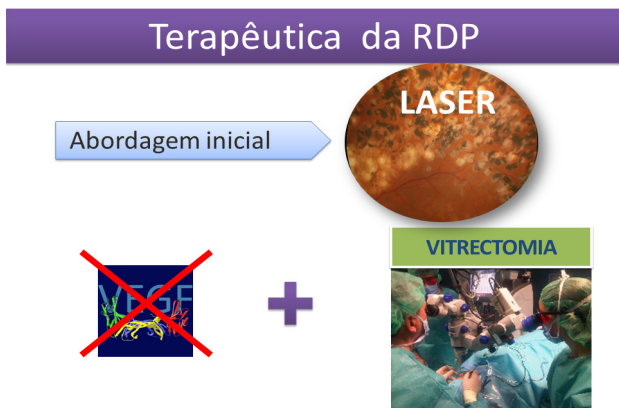 Terapêutica da RDP
LASER
Abordagem inicial
VITRECTOMIA
VEGF